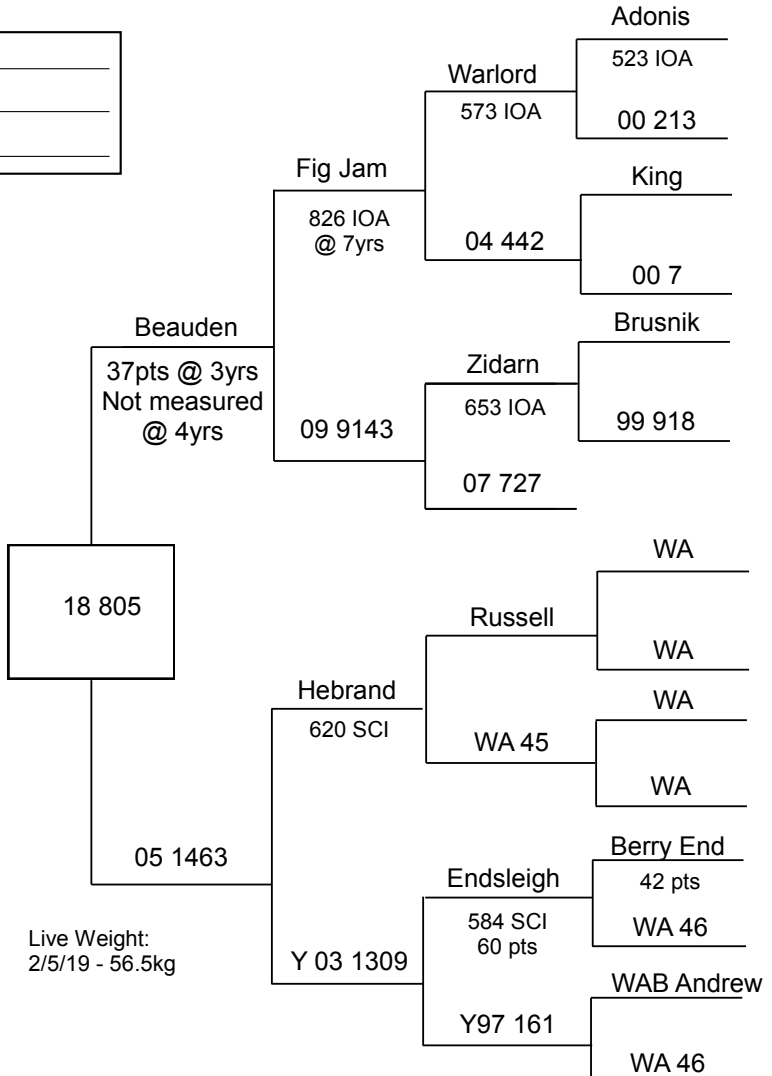 Adonis
523 IOA
Warlord
573 IOA
00 213
Fig Jam
King
826 IOA
@ 7yrs
04 442
00 7
Beauden
Brusnik
37pts @ 3yrs
Not measured
@ 4yrs
Zidarn
653 IOA
09 9143
99 918
07 727
WA
18 805
Russell
WA
Hebrand
WA
620 SCI
WA 45
WA
05 1463
Berry End
Endsleigh
42 pts
584 SCI
60 pts
WA 46
Live Weight:
2/5/19 - 56.5kg
Y 03 1309
WAB Andrew
Y97 161
WA 46